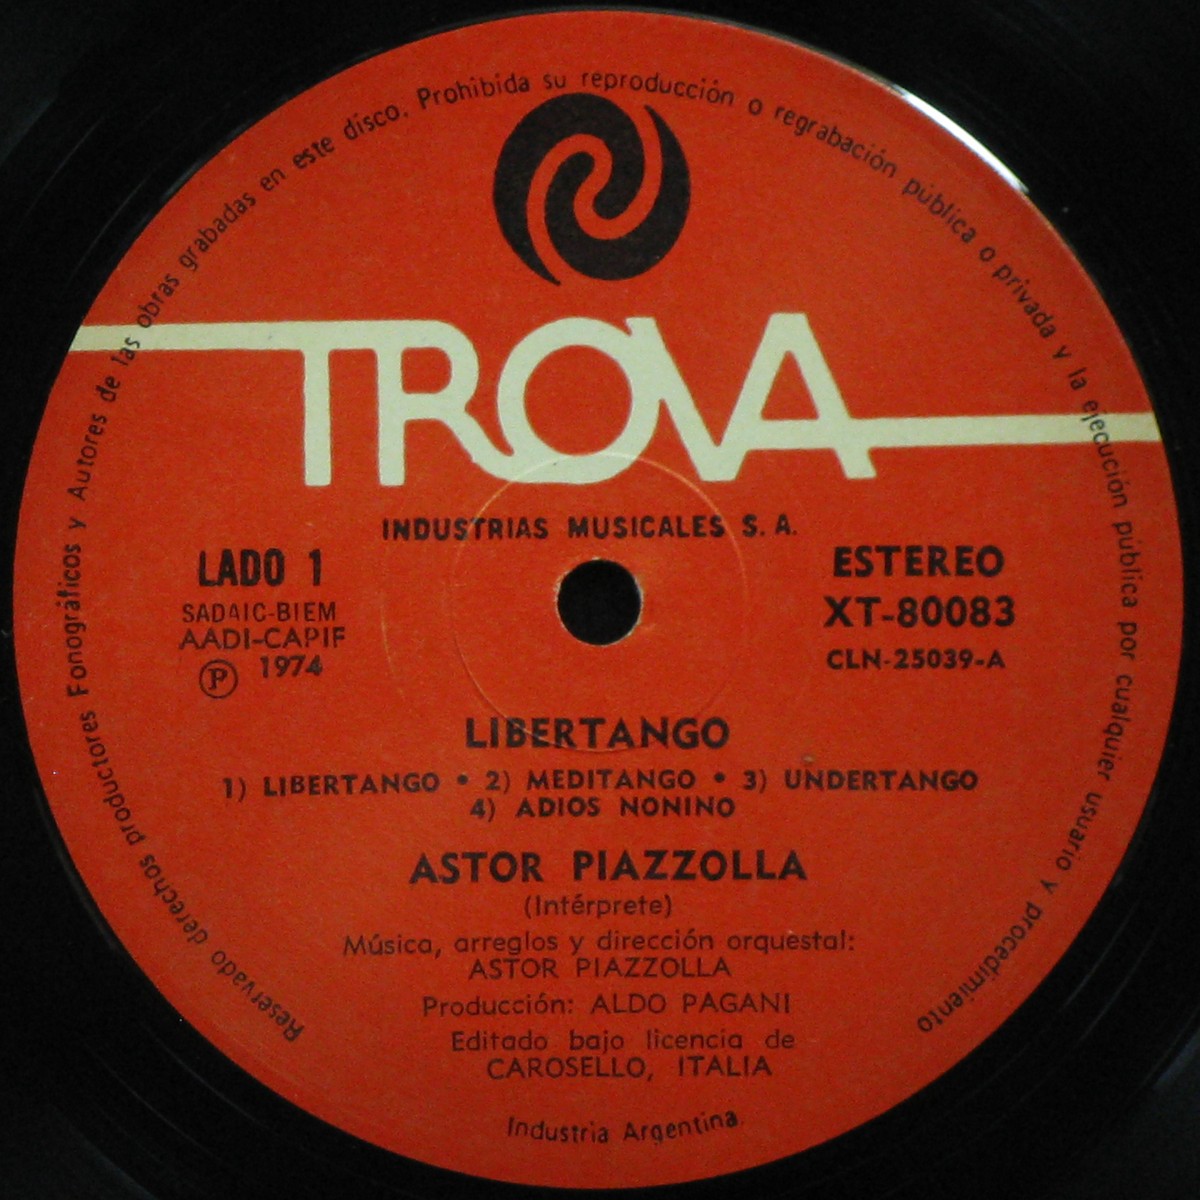 Reservado derechos productores Fonográficos y Autores de las obras grabadas en este disco. Prohibida su reproducción o regrabación pública o privada y la ejecución pública por cualquier usuario y procedimiento
TROVA
INDUSTRIAS MUSICALES S. A.
LADO 1
SADAIC-BIEM
AADI-CAPIF
Ⓟ 1974
ESTEREO
XT-80083
CLN-25039-A
LIBERTANGO
1) LIBERTANGO • 2) MEDITANGO • 3) UNDERTANGO
4) ADIOS NONINO
ASTOR PIAZZOLLA
(Intérprete)
Música, arreglos y dirección orquestal:
ASTOR PIAZZOLLA
Producción: ALDO PAGANI
Editado bajo licencia de
CAROSELLO, ITALIA
Industria Argentina